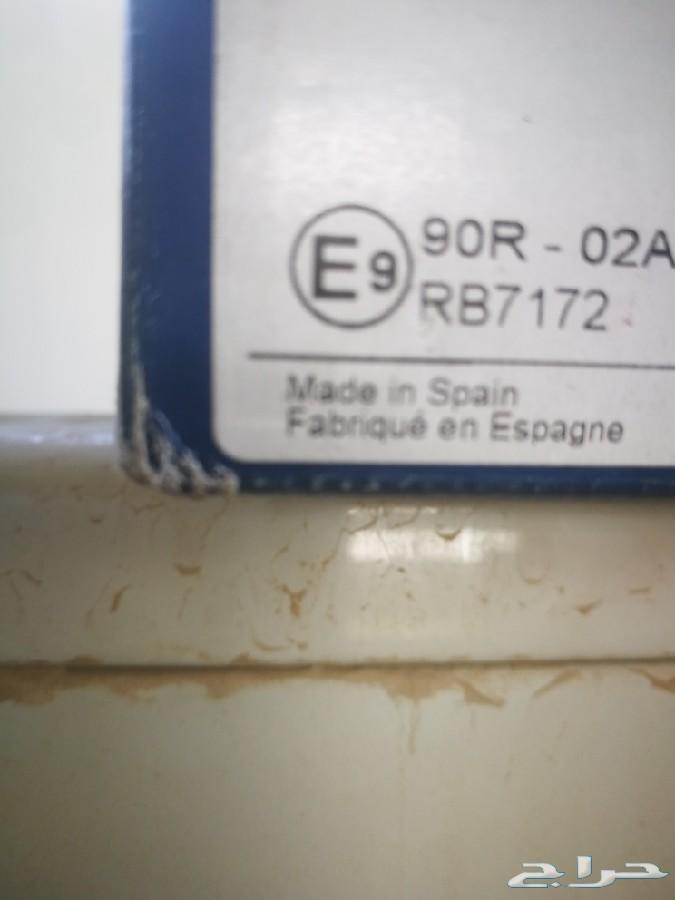 E9
90R - 02A
RB7172
Made in Spain
Fabriqué en Espagne
حراج